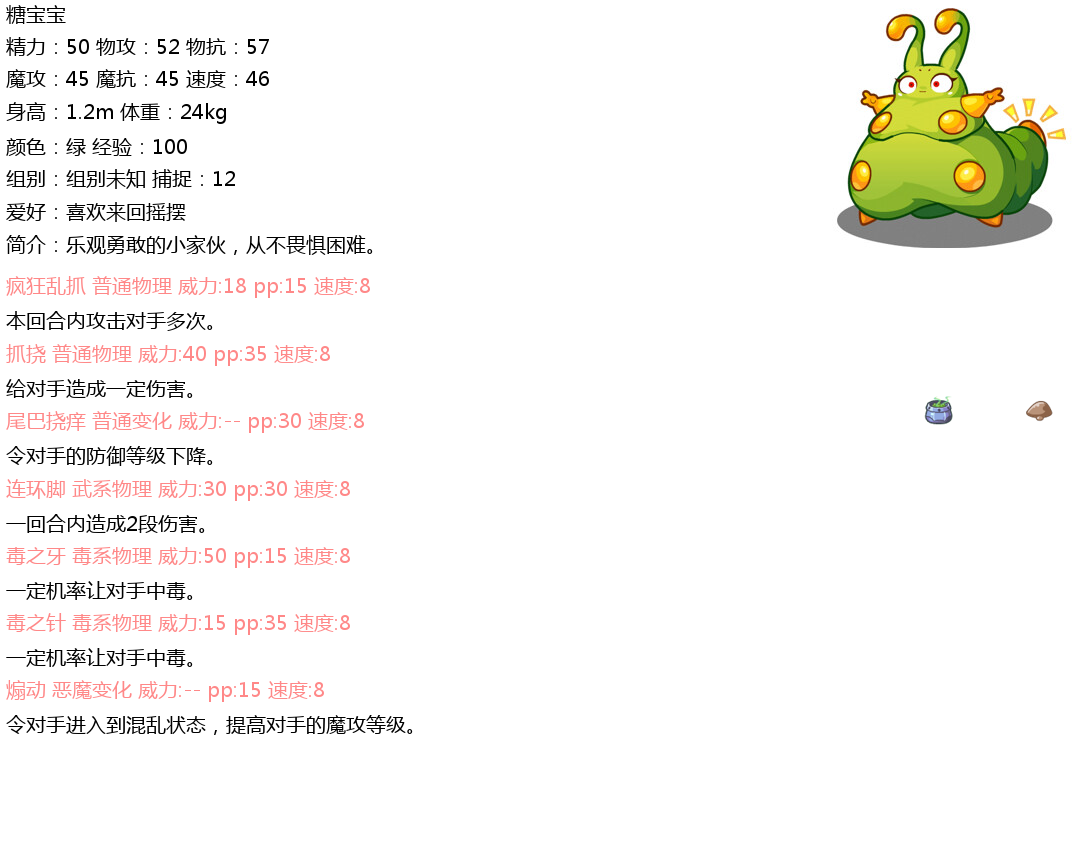 糖宝宝
精力：50 物攻：52 物抗：57
魔攻：45 魔抗：45 速度：46
身高：1.2m 体重：24kg
颜色：绿 经验：100
组别：组别未知 捕捉：12
爱好：喜欢来回摇摆
简介：乐观勇敢的小家伙，从不畏惧困难。
疯狂乱抓 普通物理 威力:18 pp:15 速度:8
本回合内攻击对手多次。
抓挠 普通物理 威力:40 pp:35 速度:8
给对手造成一定伤害。
尾巴挠痒 普通变化 威力:-- pp:30 速度:8
令对手的防御等级下降。
连环脚 武系物理 威力:30 pp:30 速度:8
一回合内造成2段伤害。
毒之牙 毒系物理 威力:50 pp:15 速度:8
一定机率让对手中毒。
毒之针 毒系物理 威力:15 pp:35 速度:8
一定机率让对手中毒。
煽动 恶魔变化 威力:-- pp:15 速度:8
令对手进入到混乱状态，提高对手的魔攻等级。